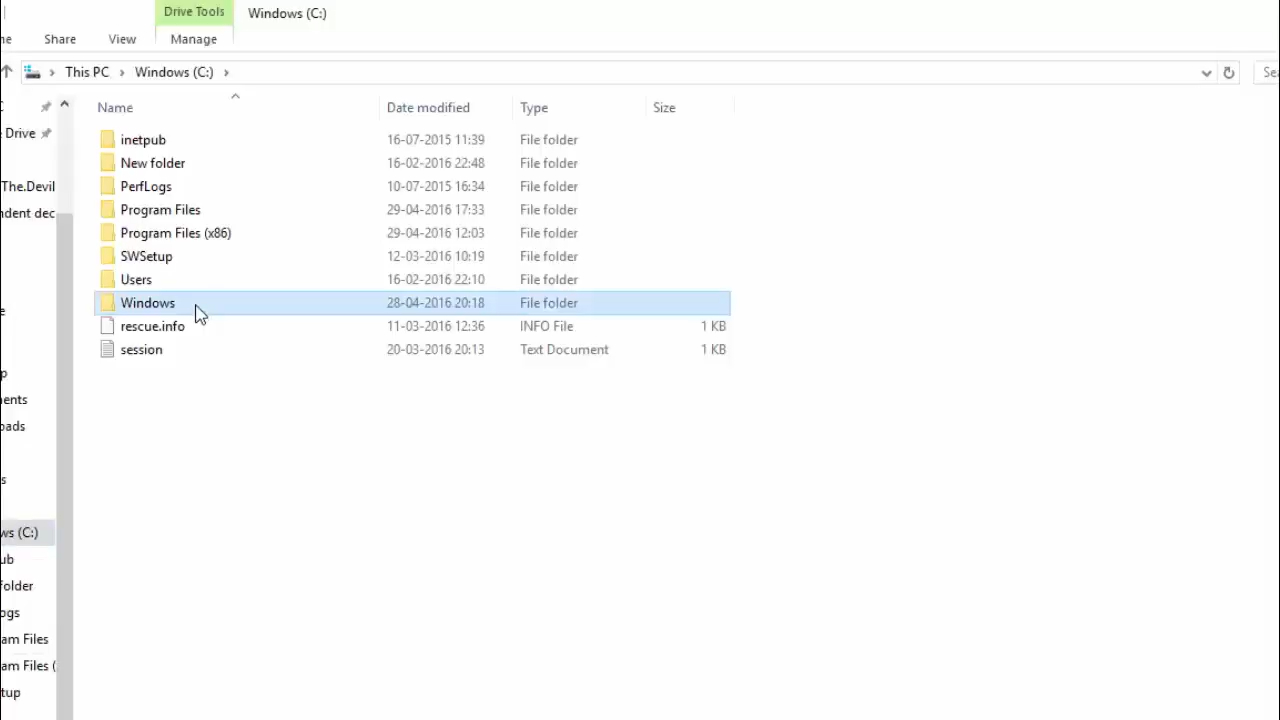 Drive Tools Windows (C:)
Share View Manage
This PC Windows (C:)
Name Date modified Type Size
inetpub 16-07-2015 11:39 File folder
Drive
New folder 16-02-2016 22:48 File folder
The.Devil PerfLogs 10-07-2015 16:34 File folder
Program Files 29-04-2016 17:33 File folder
Program Files (x86) 29-04-2016 12:03 File folder
SWSetup 12-03-2016 10:19 File folder
Users 16-02-2016 22:10 File folder
Windows 28-04-2016 20:18 File folder
rescue.info 11-03-2016 12:36 INFO File 1 KB
session 20-03-2016 20:13 Text Document 1 KB
ents
oads
ws (C:)
ub
folder
ogs
am Files
am Files (
tup